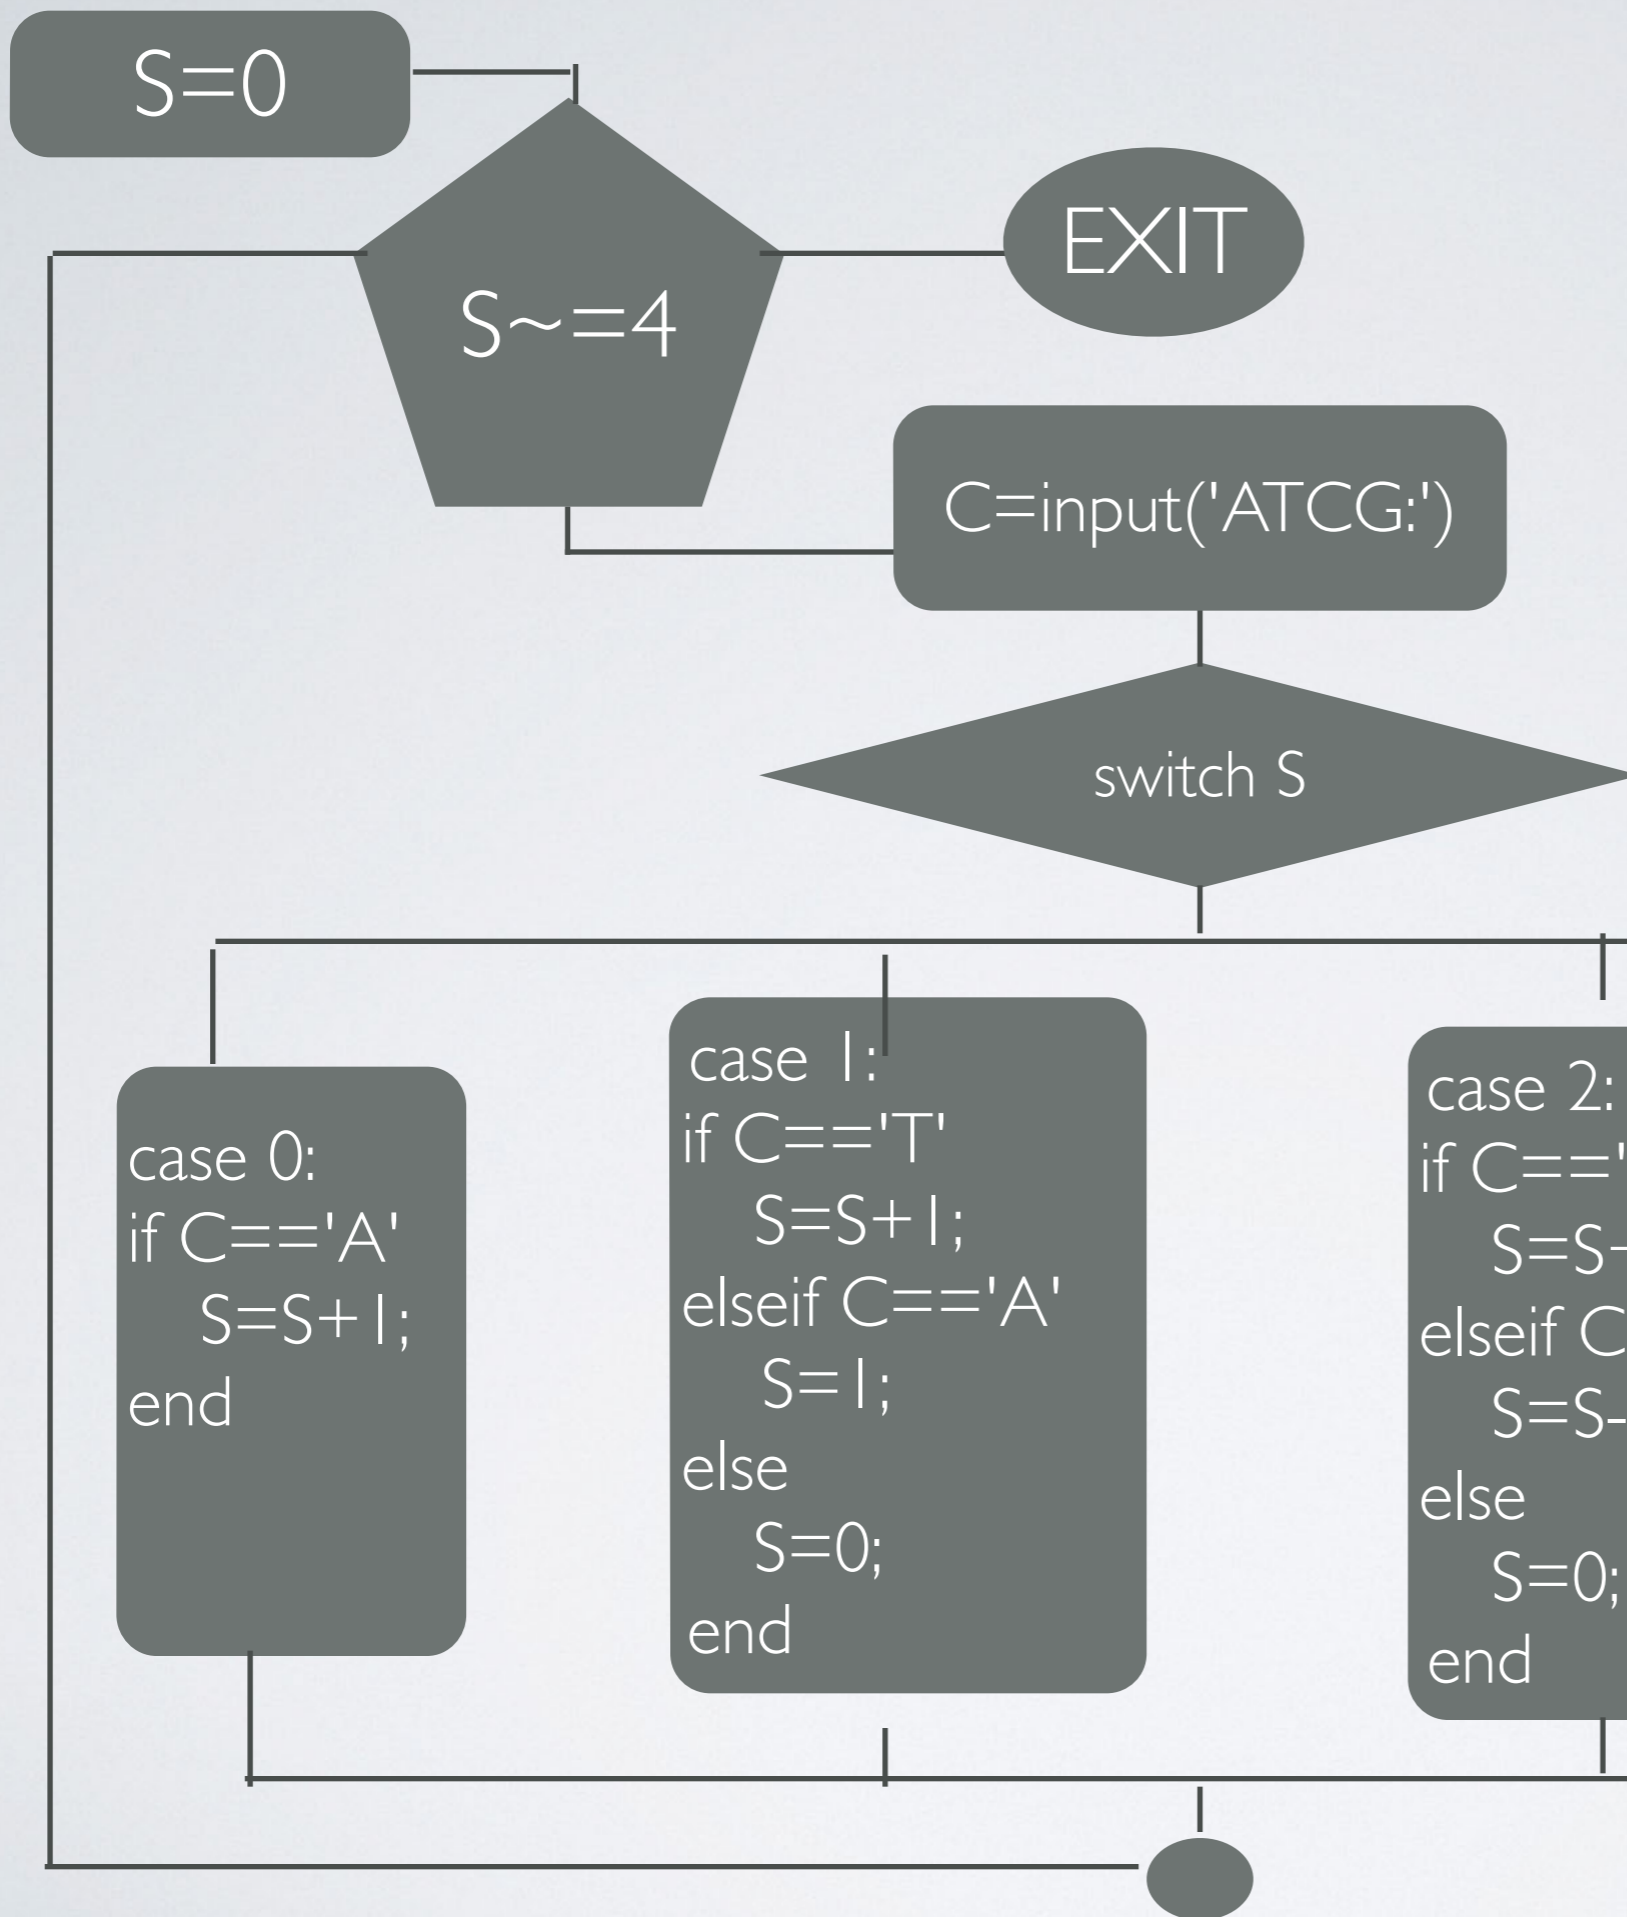 S=0
EXIT
S~=4
C=input('ATCG:')
switch S
case 0:
if C=='A'
S=S+1;
end
case 1:
if C=='T'
S=S+1;
elseif C=='A'
S=1;
else
S=0;
end
case 2:
if C=='
S=S
elseif C
S=S-
else
S=0;
end